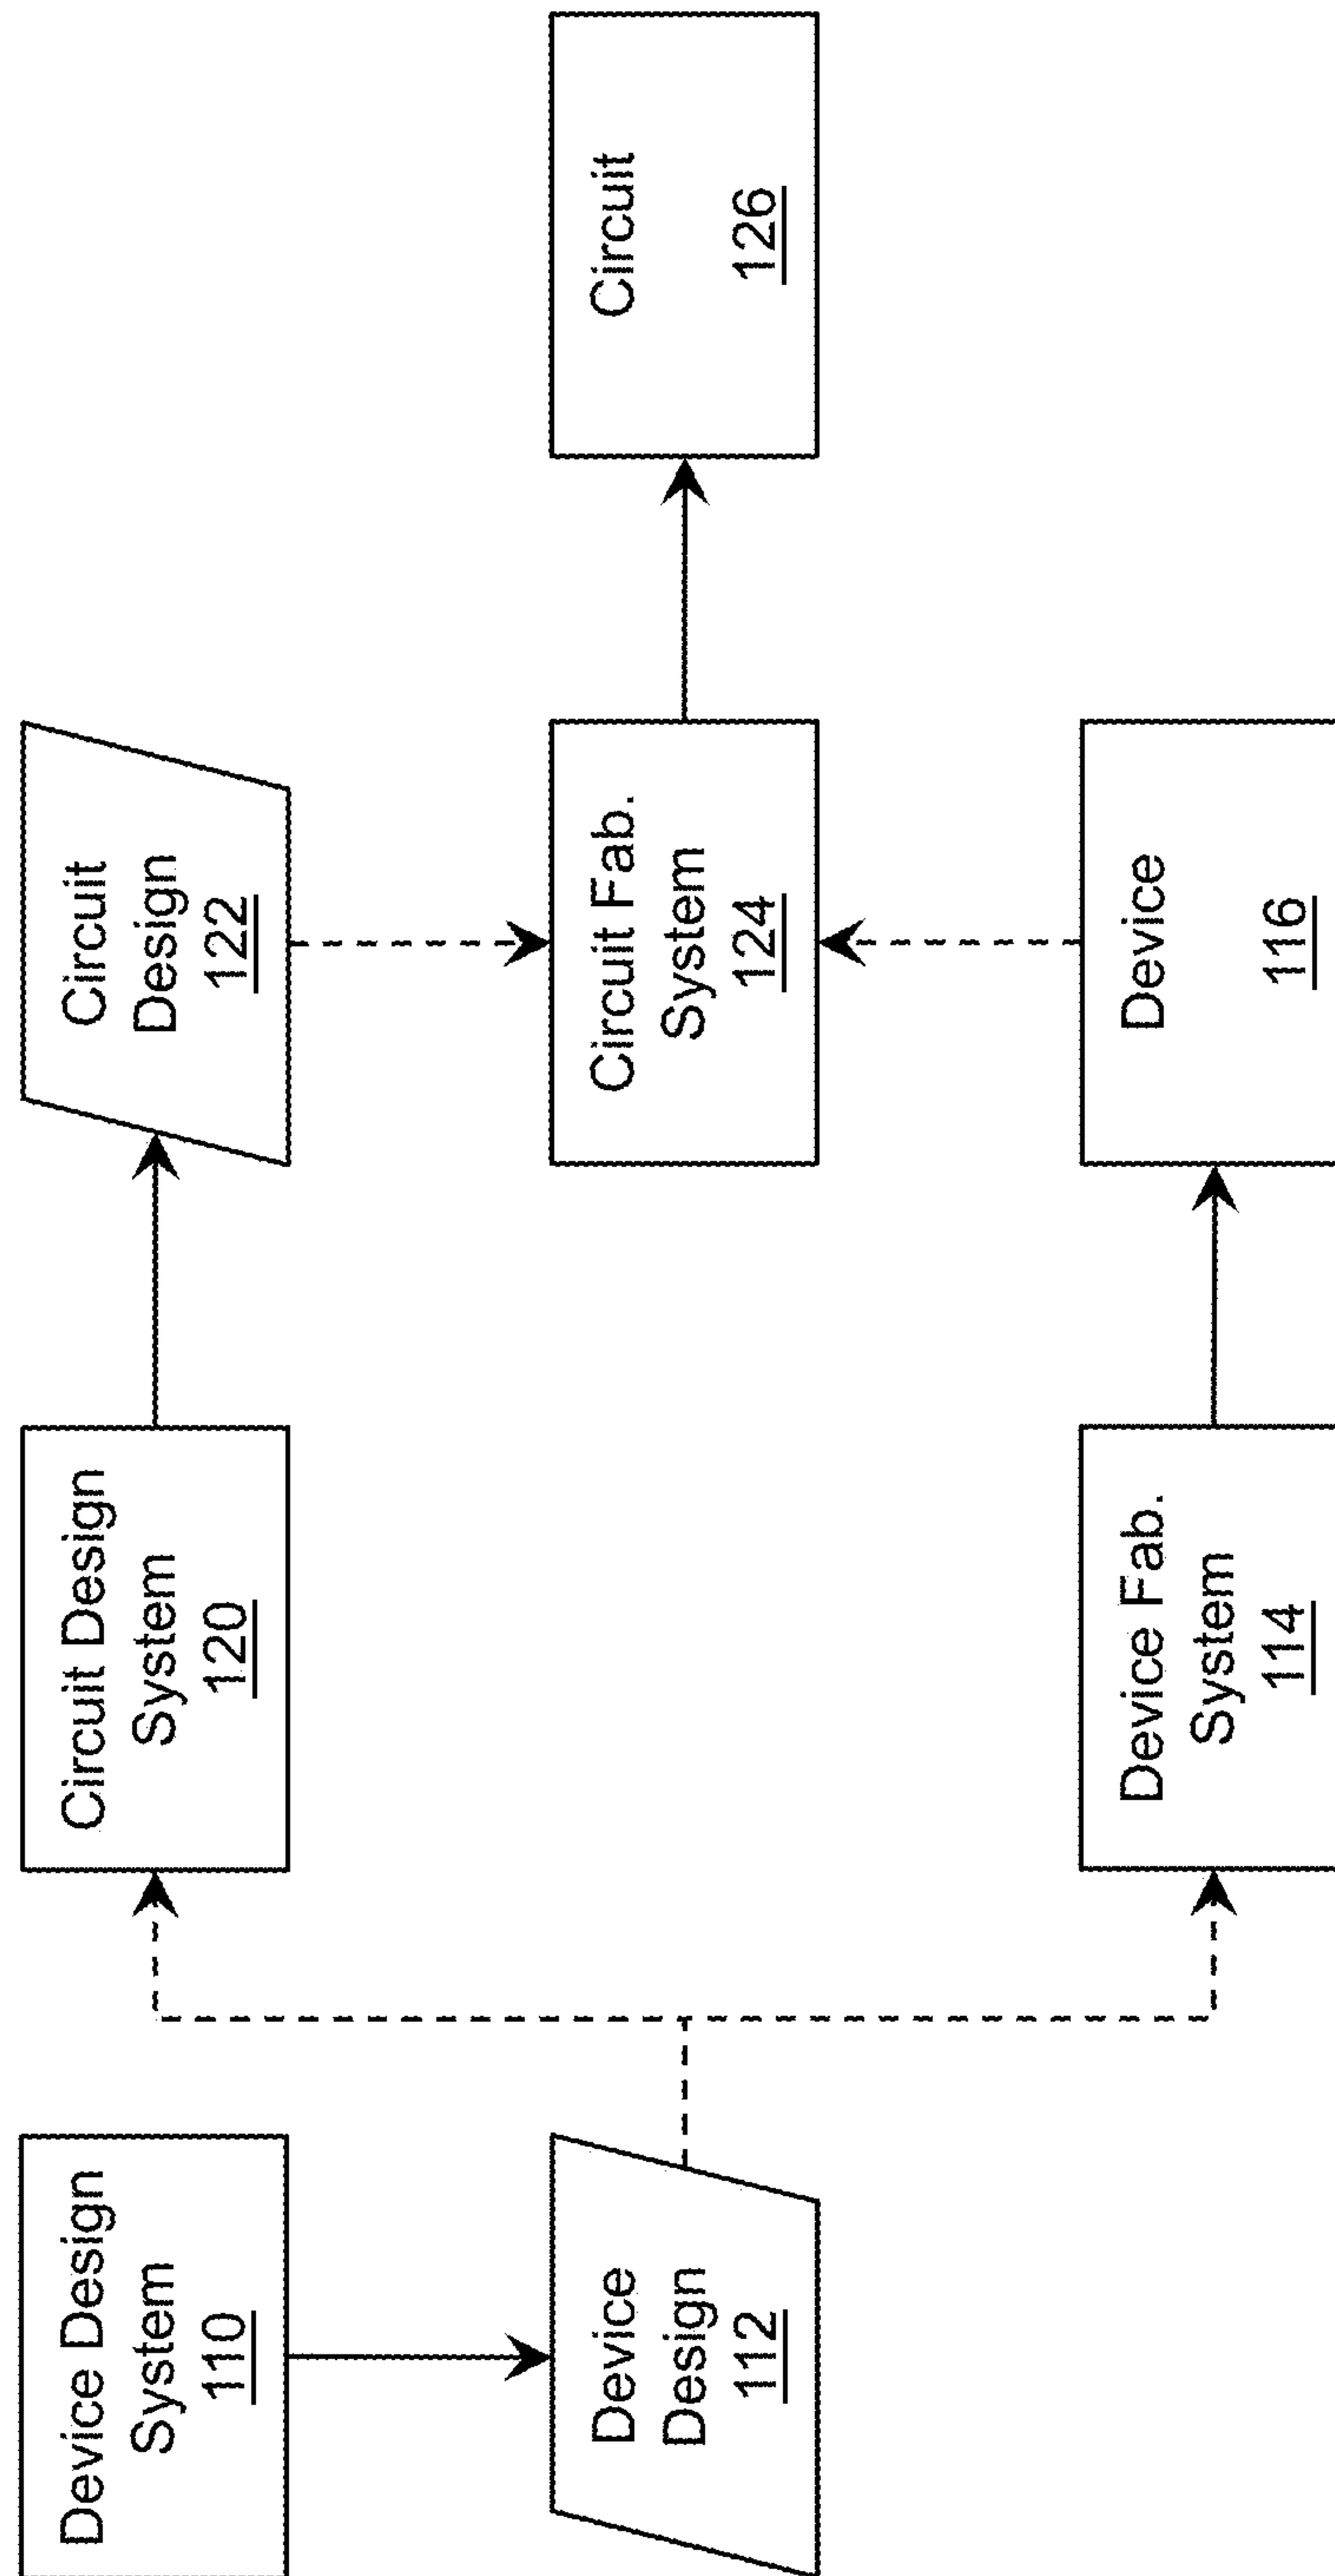 Device Design
System
110
Device
Design
112
Circuit Design
System
120
Device Fab.
System
114
Circuit
Design
122
Circuit Fab.
System
124
Device
116
Circuit
126